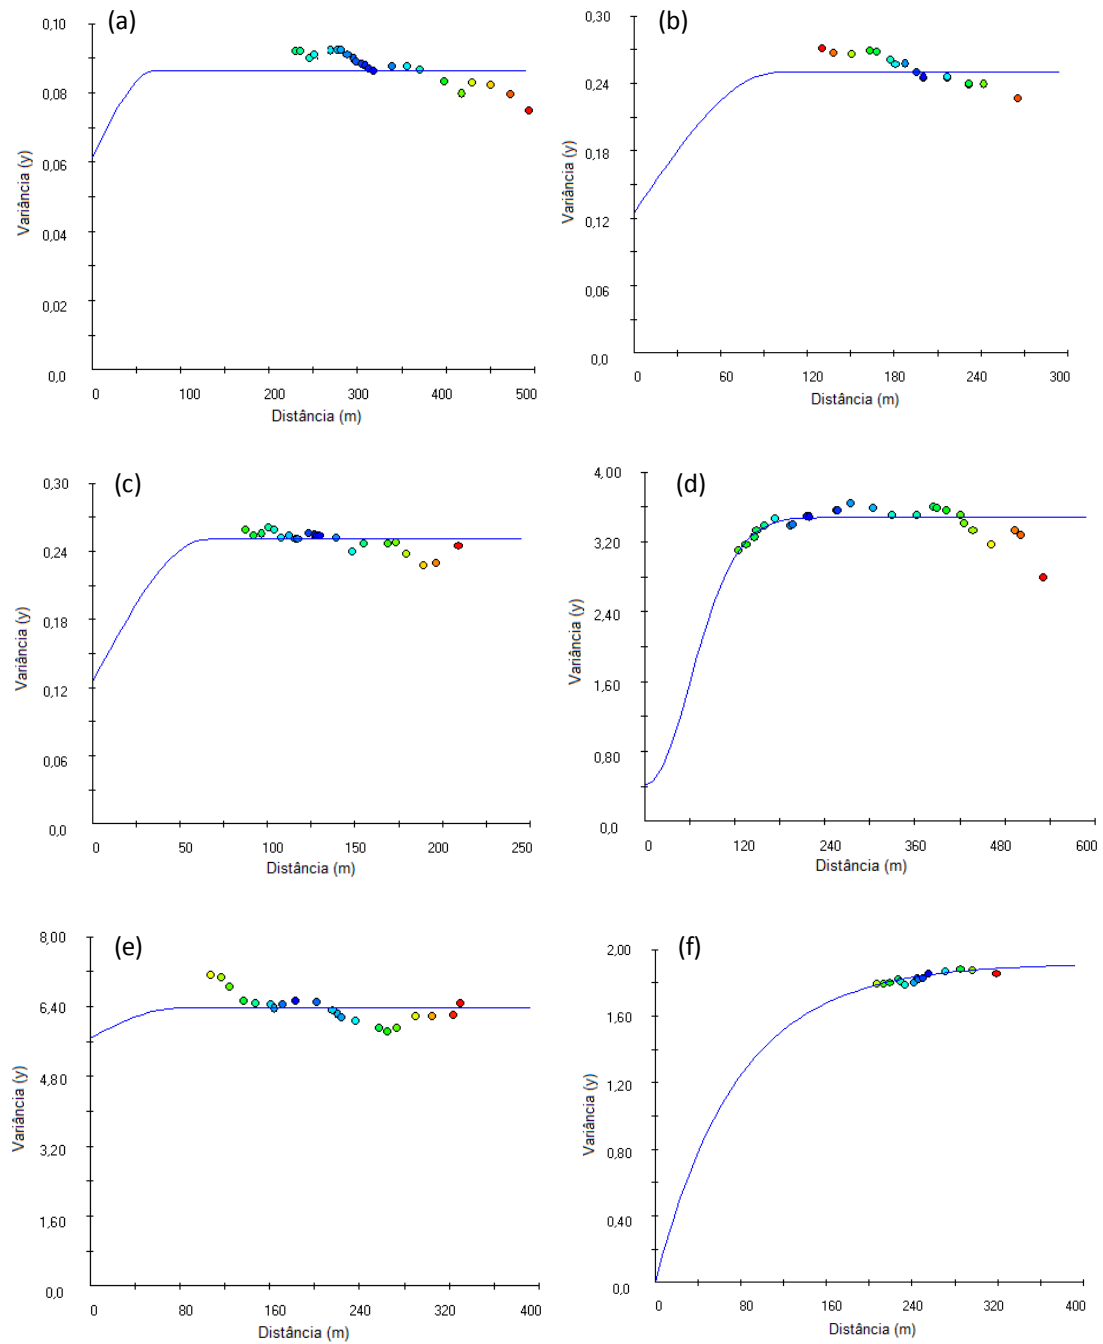 (a)
0,10
0,08
0,06
0,04
0,02
0,0
Variância (γ)
0 100 200 300 400 500
Distância (m)
(b)
0,30
0,24
0,18
0,12
0,06
0,0
Variância (γ)
0 60 120 180 240 300
Distância (m)
(c)
0,30
0,24
0,18
0,12
0,06
0,0
Variância (γ)
0 50 100 150 200 250
Distância (m)
(d)
4,00
3,20
2,40
1,60
0,80
0,0
Variância (γ)
0 120 240 360 480 600
Distância (m)
(e)
8,00
6,40
4,80
3,20
1,60
0,0
Variância (γ)
0 80 160 240 320 400
Distância (m)
(f)
2,00
1,60
1,20
0,80
0,40
0,0
Variância (γ)
0 80 160 240 320 400
Distância (m)